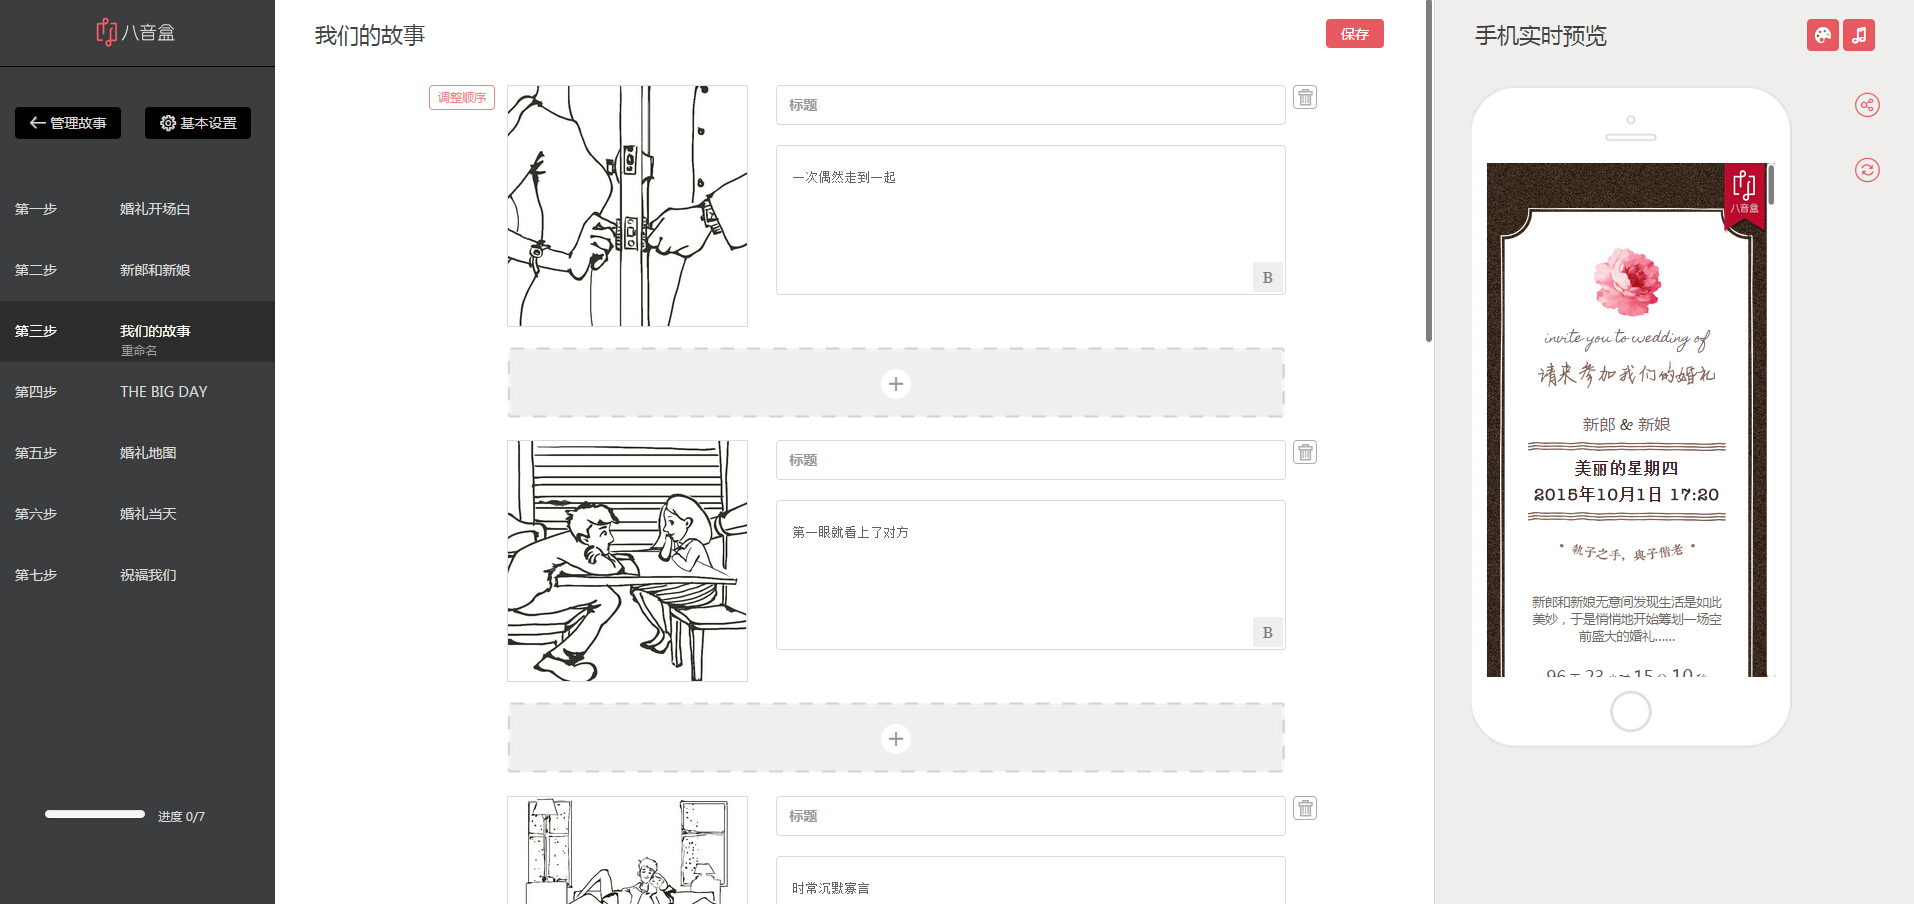 八音盒
管理故事
基本设置
第一步 婚礼开场白
第二步 新郎和新娘
第三步 我们的故事
重命名
第四步 THE BIG DAY
第五步 婚礼地图
第六步 婚礼当天
第七步 祝福我们
进度 0/7
我们的故事
保存
调整顺序
标题
一次偶然走到一起
B
标题
第一眼就看上了对方
B
标题
时常沉默寡言
手机实时预览
八音盒
invite you to wedding of
请来参加我们的婚礼
新郎 & 新娘
美丽的星期四
2015年10月1日 17:20
• 执子之手，与子偕老 •
新郎和新娘无意间发现生活是如此
美妙，于是悄悄地开始筹划一场空
前盛大的婚礼......
96 天 23 小时 15 分 10 秒